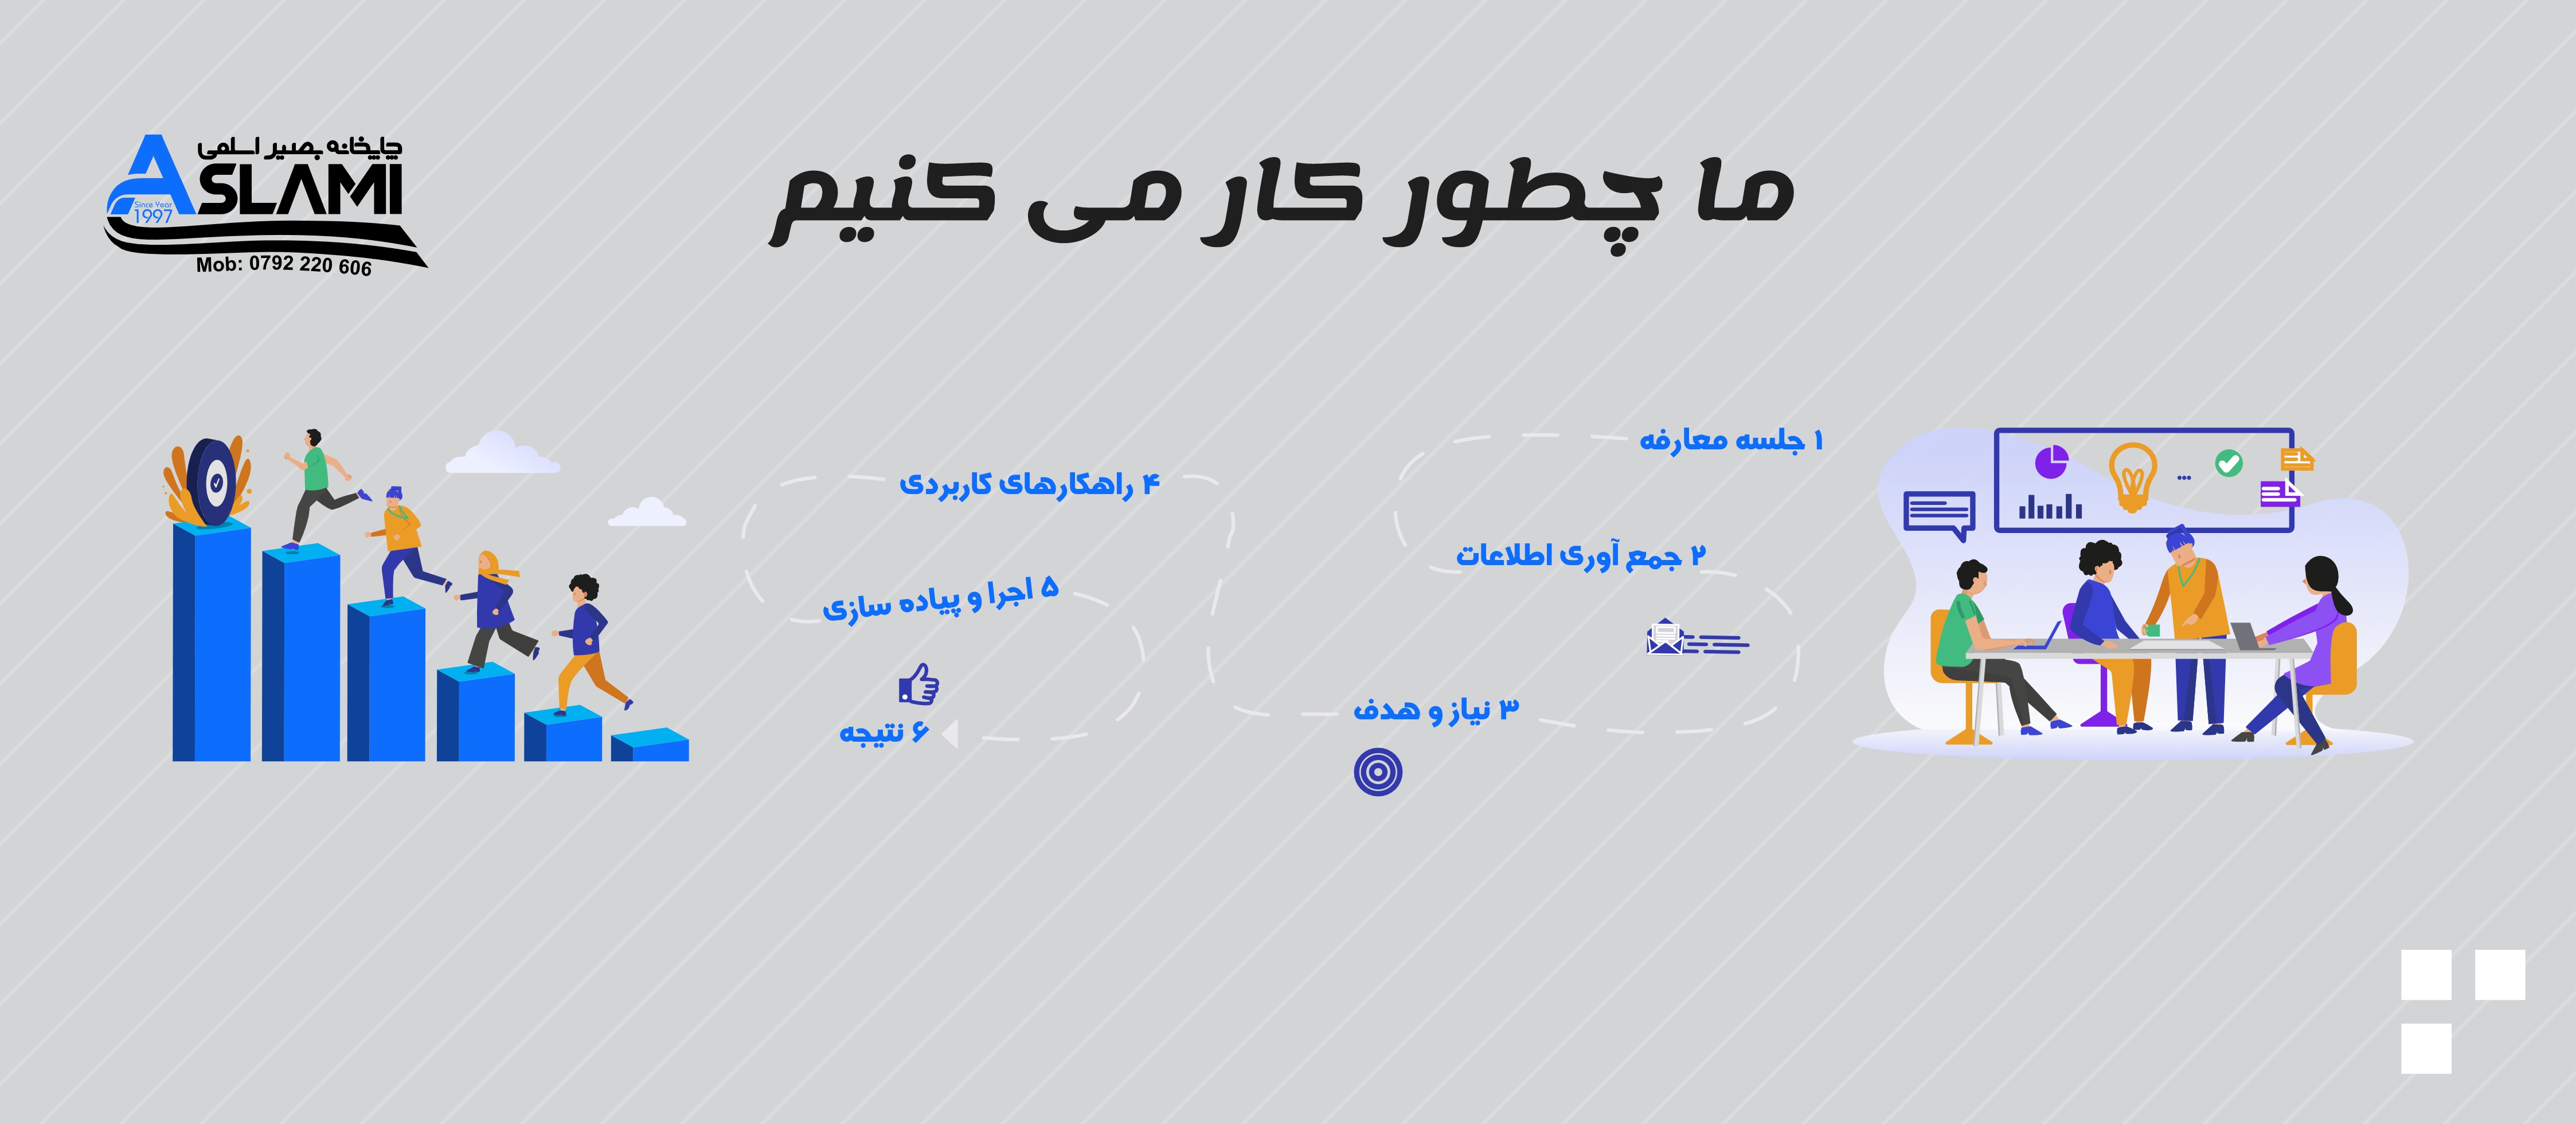 چاپخانه بصیر اسلمی
ASLAMI
Since Year
1997
Mob: 0792 220 606
ما چطور کار می کنیم
۱ جلسه معارفه
۲ جمع آوری اطلاعات
۳ نیاز و هدف
۴ راهکارهای کاربردی
۵ اجرا و پیاده سازی
۶ نتیجه